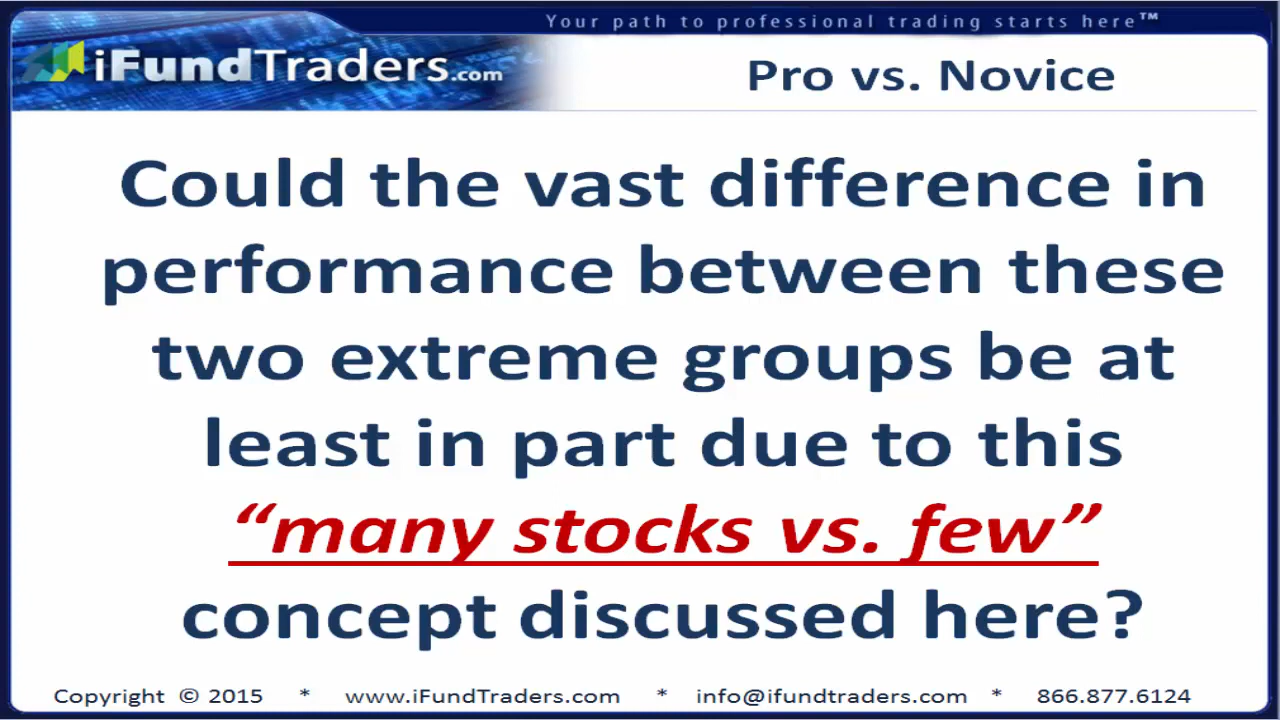 Your path to professional trading starts here™
iFundTraders.com
Pro vs. Novice
Could the vast difference in
performance between these
two extreme groups be at
least in part due to this
“many stocks vs. few”
concept discussed here?
Copyright © 2015 * www.iFundTraders.com * info@ifundtraders.com * 866.877.6124